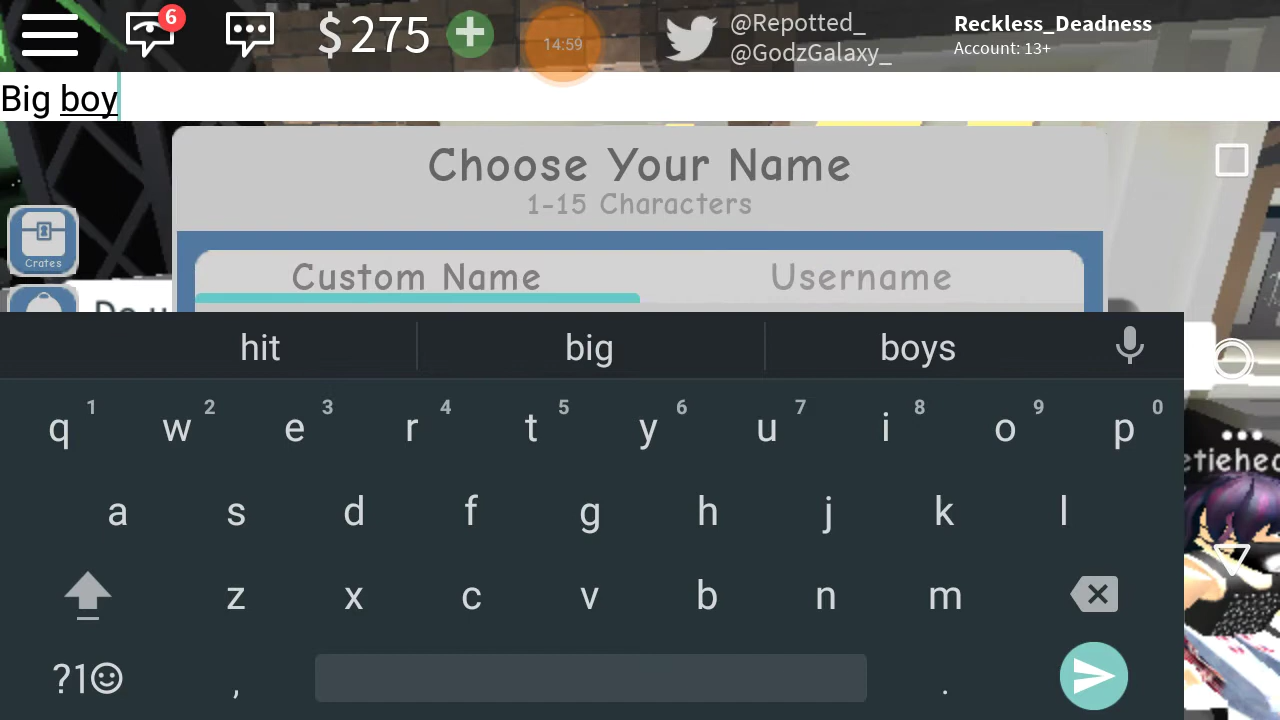 6
$ 275
14:59
@Repotted_
@GodzGalaxy_
Reckless_Deadness
Account: 13+
Big boy
Choose Your Name
1-15 Characters
Crates
Custom Name
Username
hit
big
boys
q 1 w 2 e 3 r 4 t 5 y 6 u 7 i 8 o 9 p 0
a s d f g h j k l
z x c v b n m
?1☺ , .